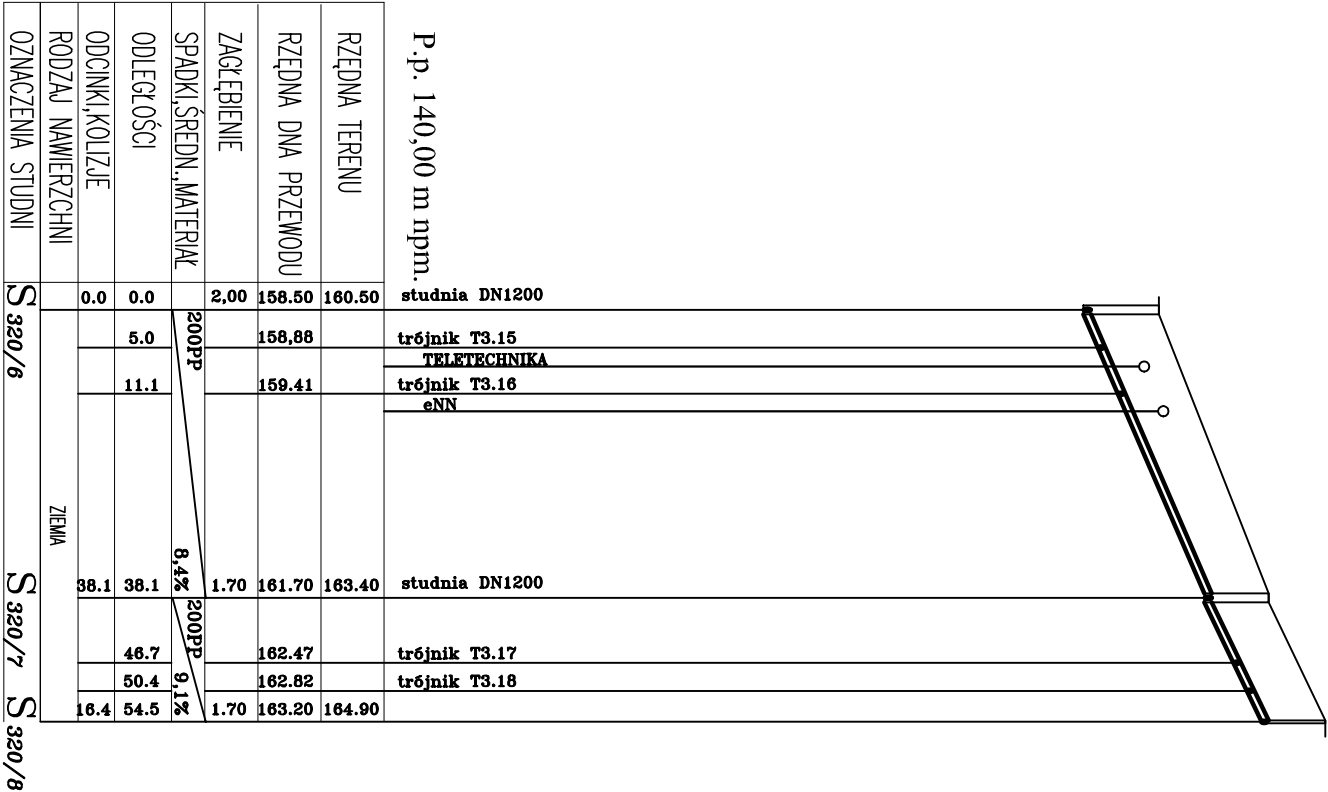 P.p. 140,00 m npm.
RZĘDNA TERENU
160.50
163.40
164.90
RZĘDNA DNA PRZEWODU
158.50
158,88
159.41
161.70
162.47
162.82
163.20
ZAGŁĘBIENIE
2,00
1.70
1.70
SPADKI,ŚREDN.,MATERIAŁ
200PP
8,4%
200PP
9,1%
ODLEGŁOŚCI
0.0
5.0
11.1
38.1
46.7
50.4
54.5
ODCINKI,KOLIZJE
0.0
38.1
16.4
RODZAJ NAWIERZCHNI
ZIEMIA
OZNACZENIA STUDNI
S 320/6
S 320/7
S 320/8
studnia DN1200
trójnik T3.15
TELETECHNIKA
trójnik T3.16
eNN
studnia DN1200
trójnik T3.17
trójnik T3.18